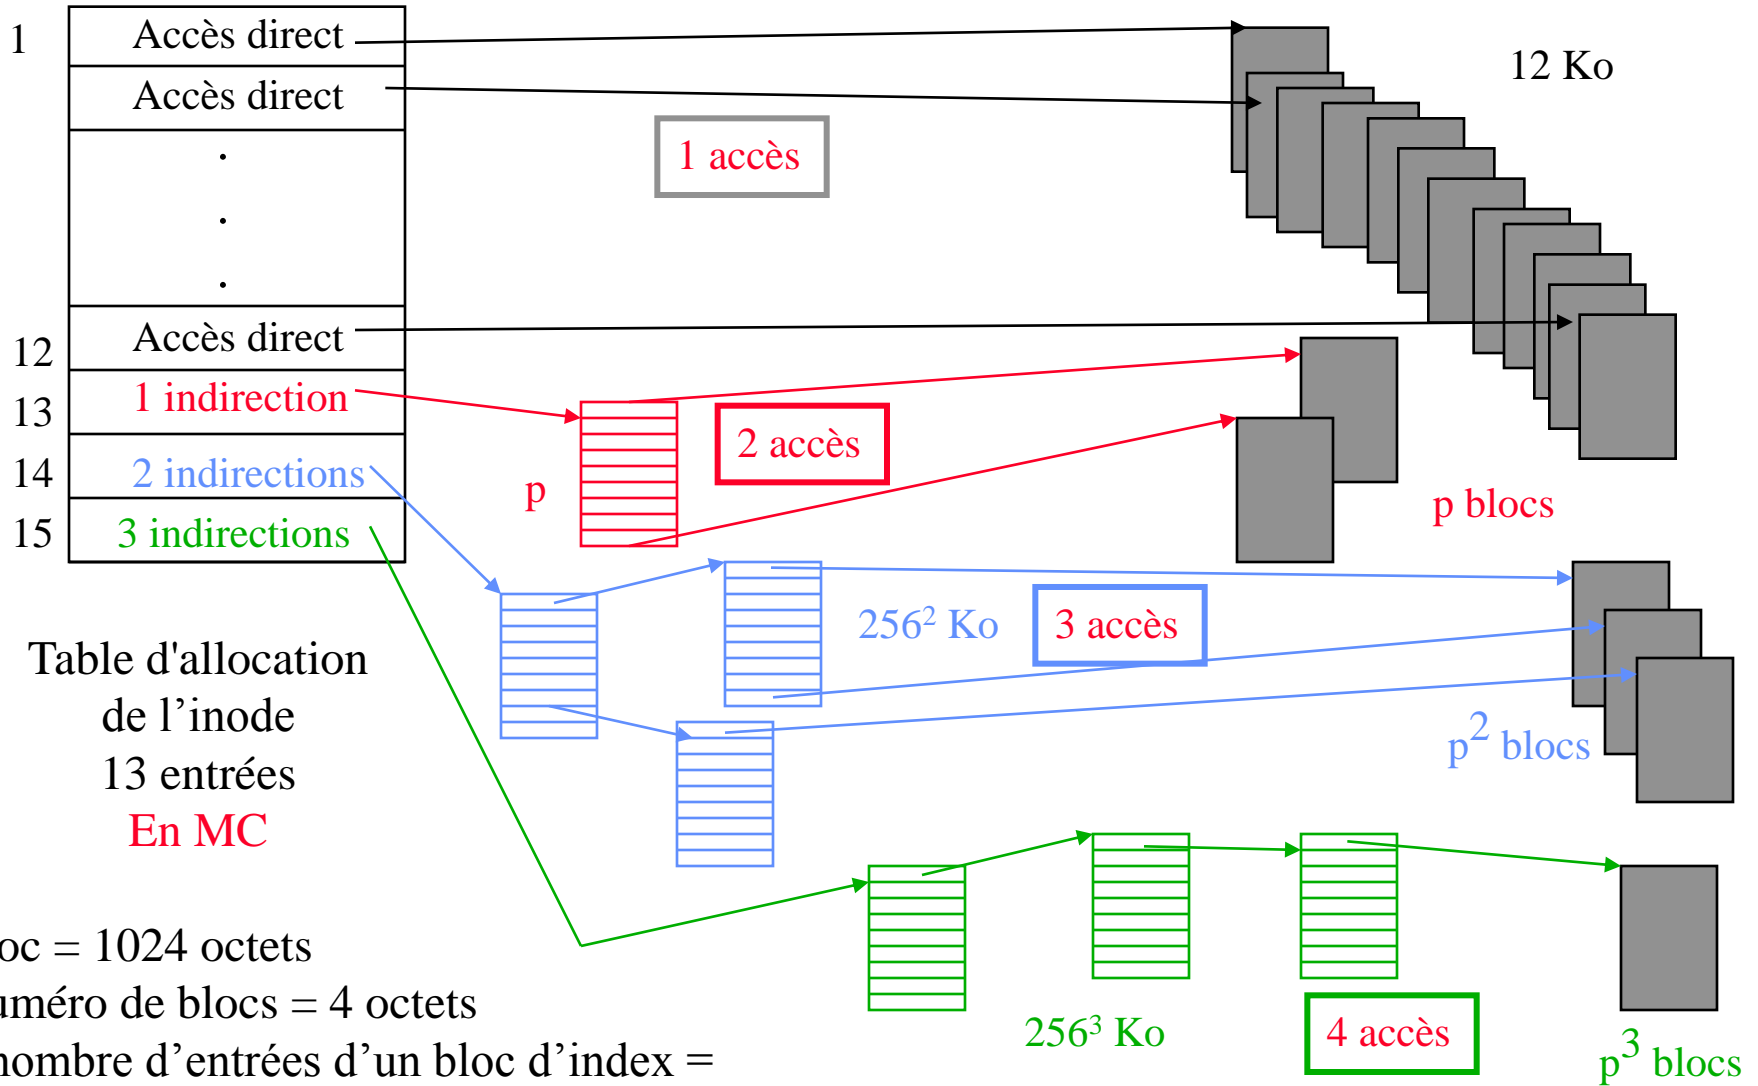 1
Accès direct
12 Ko
Accès direct
1 accès
.
.
.
12
Accès direct
13
1 indirection
2 accès
14
2 indirections
p
p blocs
15
3 indirections
256² Ko
3 accès
Table d'allocation
de l’inode
13 entrées
En MC
p² blocs
oc = 1024 octets
uméro de blocs = 4 octets
nombre d’entrées d’un bloc d’index =
256³ Ko
4 accès
p³ blocs